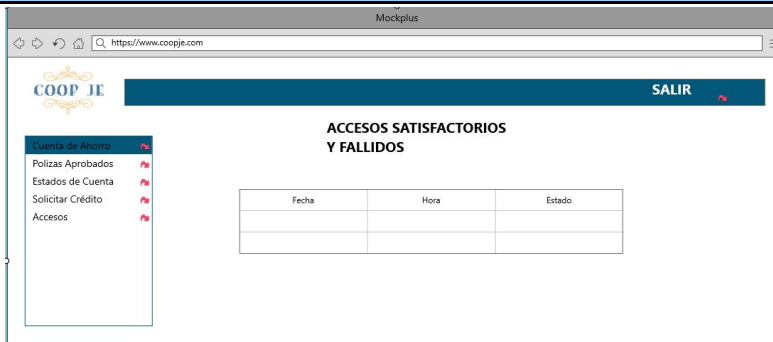 Mockplus
https://www.coopje.com
COOP JE
SALIR
ACCESOS SATISFACTORIOS
Y FALLIDOS
Cuenta de Ahorro
Polizas Aprobados
Estados de Cuenta
Solicitar Crédito
Accesos
Fecha Hora Estado